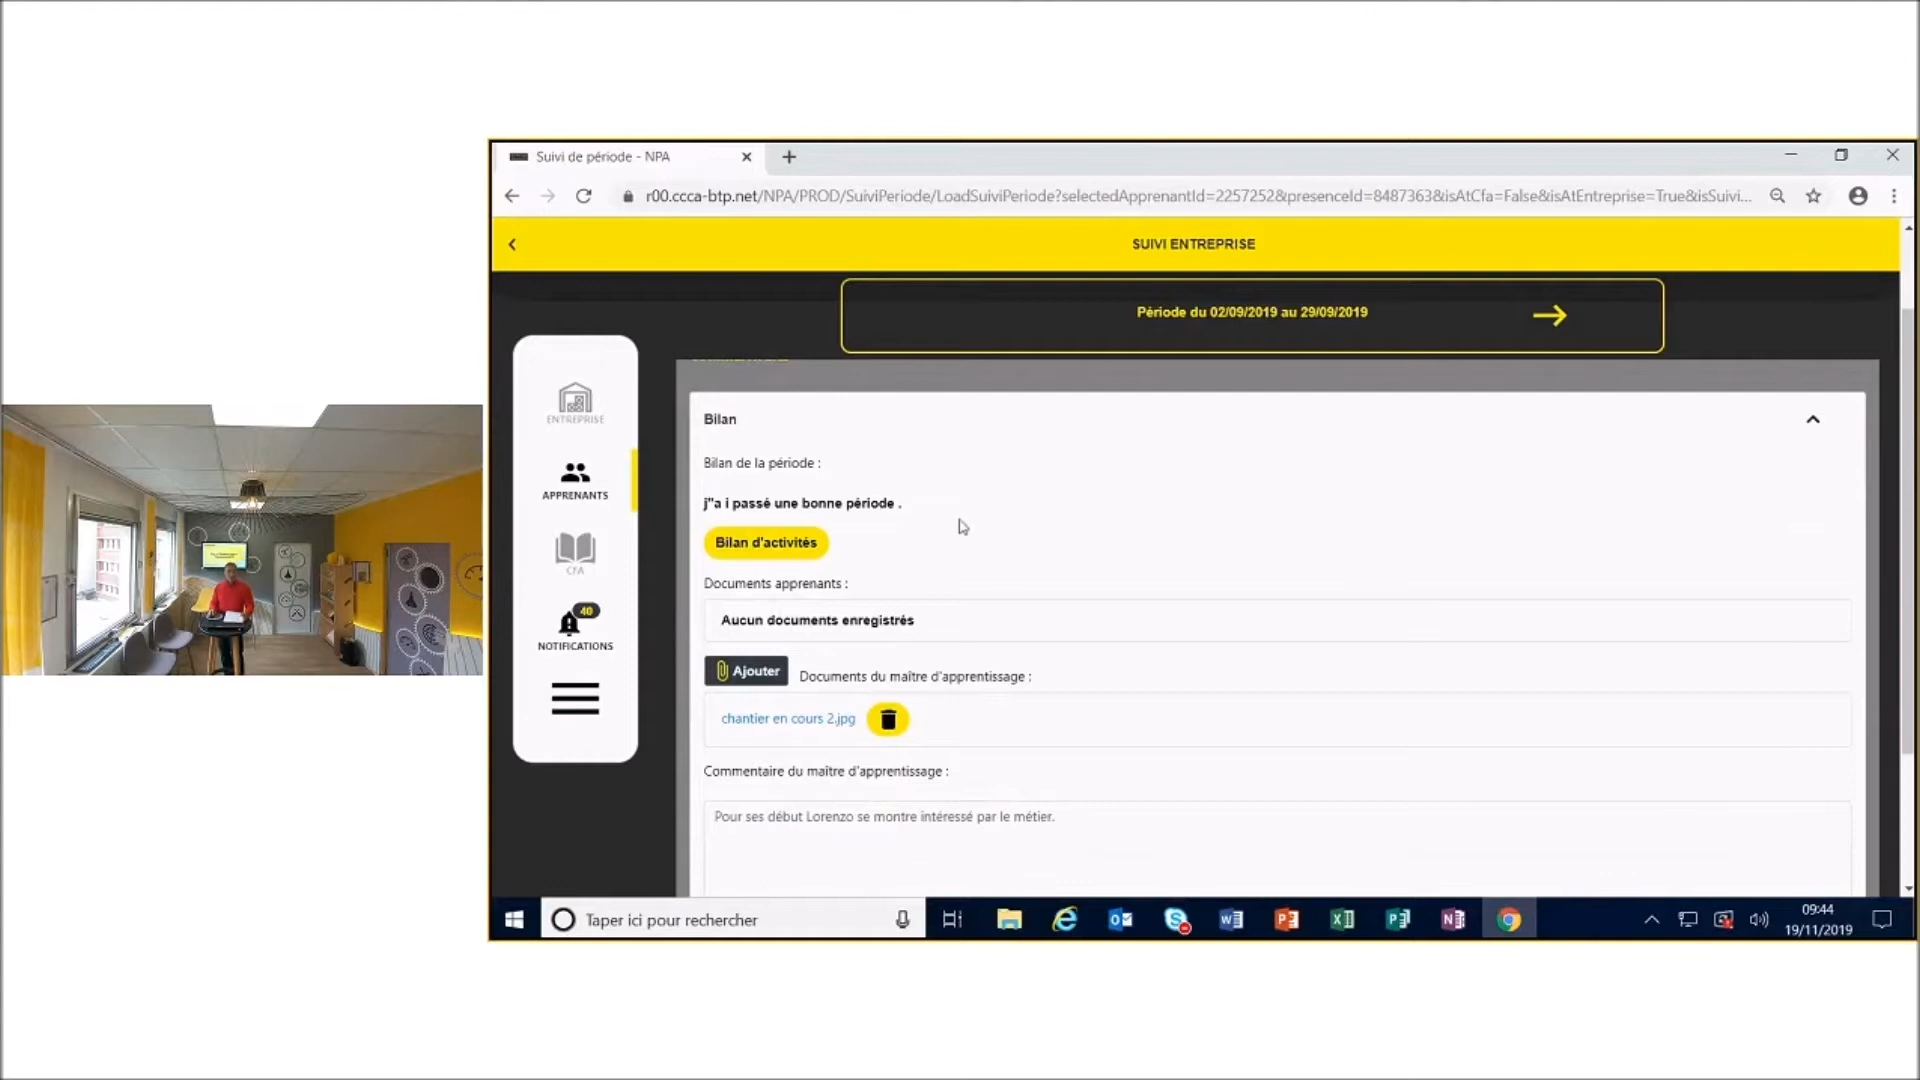 Suivi de période - NPA
r00.ccca-btp.net/NPA/PROD/SuiviPeriode/LoadSuiviPeriode?selectedApprenantId=2257252&presenceId=8487363&isAtCfa=False&isAtEntreprise=True&isSuivi...
SUIVI ENTREPRISE
Période du 02/09/2019 au 29/09/2019
ENTREPRISE
APPRENANTS
CFA
40
NOTIFICATIONS
Bilan
Bilan de la période :
j''a i passé une bonne période .
Bilan d'activités
Documents apprenants :
Aucun documents enregistrés
Ajouter
Documents du maître d'apprentissage :
chantier en cours 2.jpg
Commentaire du maître d'apprentissage :
Pour ses début Lorenzo se montre intéressé par le métier.
Taper ici pour rechercher
09:44
19/11/2019